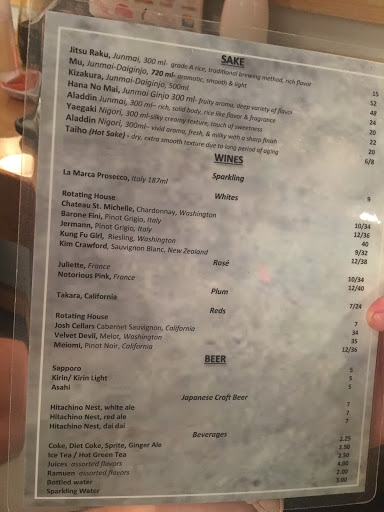 SAKE
Jitsu Raku, Junmai, 300 ml- grade A rice, traditional brewing method, rich flavor 15
Mu, Junmai-Daiginjo, 720 ml- aromatic, smooth & light 52
Kizakura, Junmai-Daiginjo, 500ml 48
Hana No Mai, Junmai Ginjo 300 ml- fruity aroma, deep variety of flavor 24
Aladdin Junmai, 300 ml– rich, solid body, rice like flavor & fragrance 20
Yaegaki Nigori, 300 ml-silky creamy texture, touch of sweetness 22
Aladdin Nigori, 300ml– vivid aroma, fresh, & milky with a sharp finish 20
Taiho (Hot Sake) - dry, extra smooth texture due to long period of aging 6/8
WINES
Sparkling
La Marca Prosecco, Italy 187ml 9
Whites
Rotating House
Chateau St. Michelle, Chardonnay, Washington 10/34
Barone Fini, Pinot Grigio, Italy 12/36
Jermann, Pinot Grigio, Italy 40
Kung Fu Girl, Riesling, Washington 9/32
Kim Crawford, Sauvignon Blanc, New Zealand 12/38
Rosé
Juliette, France 10/34
Notorious Pink, France 12/40
Plum
Takara, California 7/24
Reds
Rotating House 7
Josh Cellars Cabernet Sauvignon, California 34
Velvet Devil, Melot, Washington 35
Meiomi, Pinot Noir, California 12/36
BEER
Sapporo 5
Kirin/ Kirin Light 5
Asahi 5
Japanese Craft Beer
Hitachino Nest, white ale 7
Hitachino Nest, red ale 7
Hitachino Nest, dai dai 7
Beverages
Coke, Diet Coke, Sprite, Ginger Ale 2.25
Ice Tea / Hot Green Tea 2.50
Juices assorted flavors 2.50
Ramuen assorted flavors 4.00
Bottled water 2.00
Sparkling Water 3.00